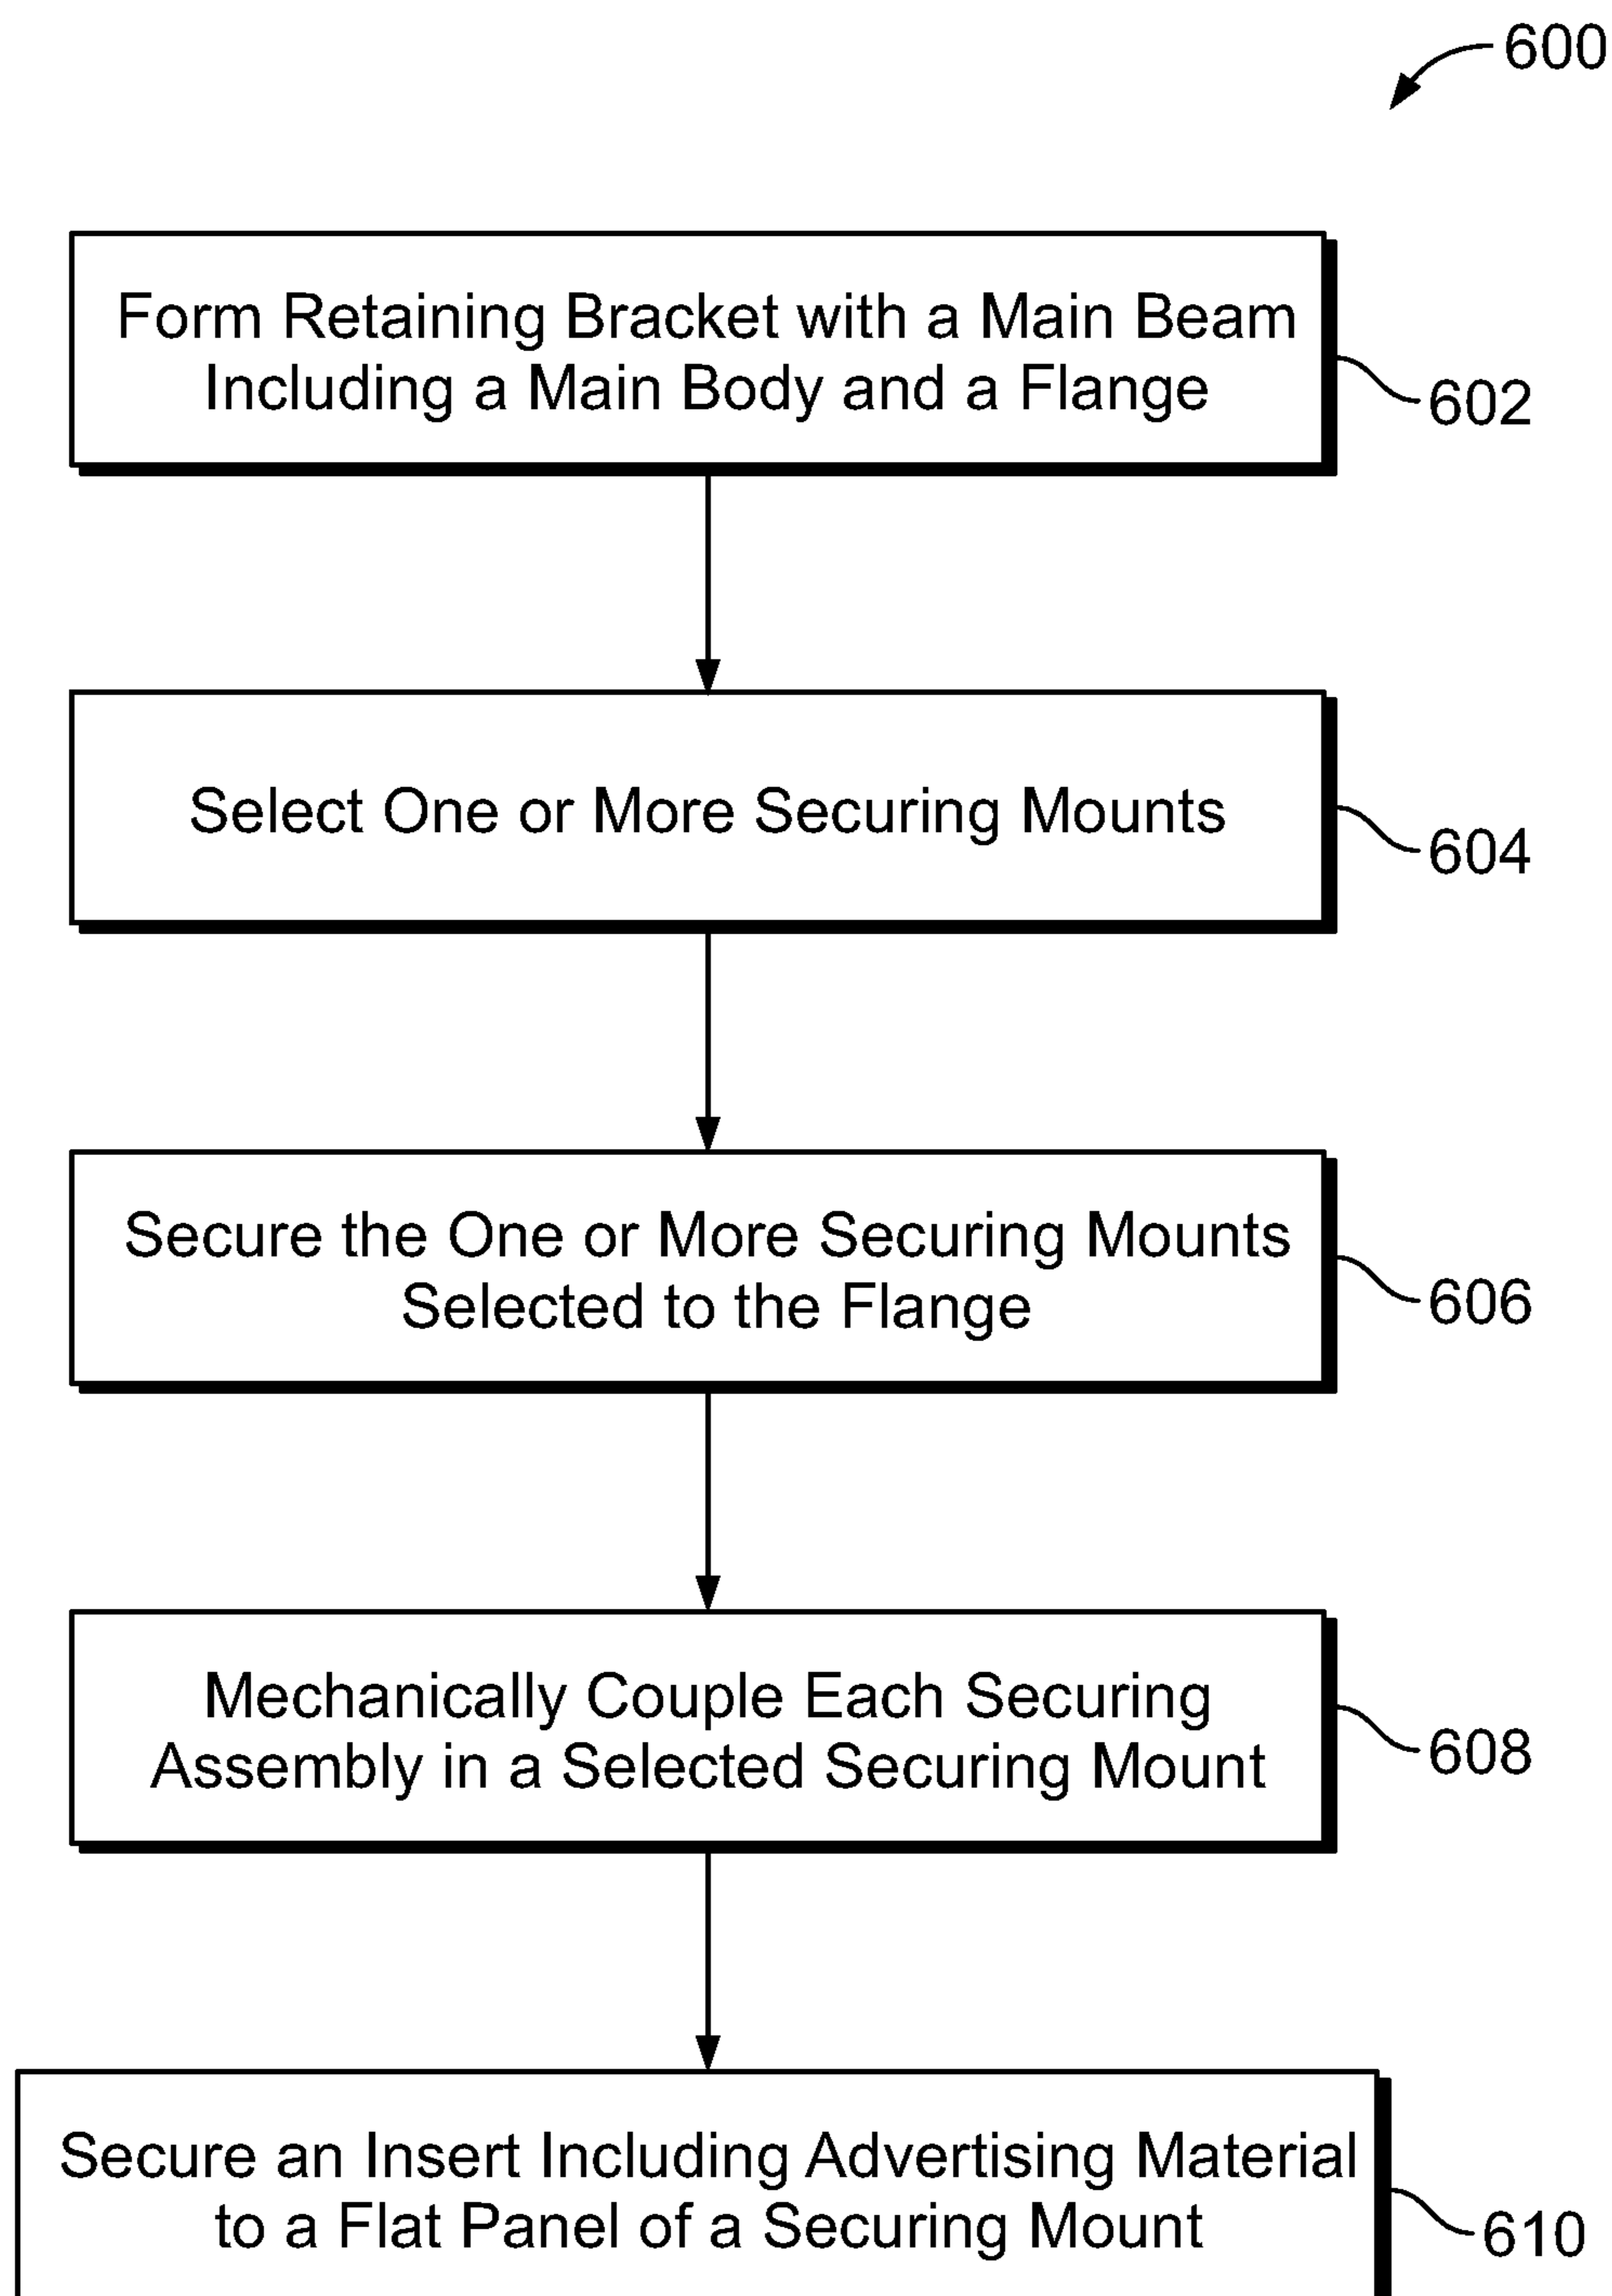 600
Form Retaining Bracket with a Main Beam
Including a Main Body and a Flange
602
Select One or More Securing Mounts
604
Secure the One or More Securing Mounts
Selected to the Flange
606
Mechanically Couple Each Securing
Assembly in a Selected Securing Mount
608
Secure an Insert Including Advertising Material
to a Flat Panel of a Securing Mount
610